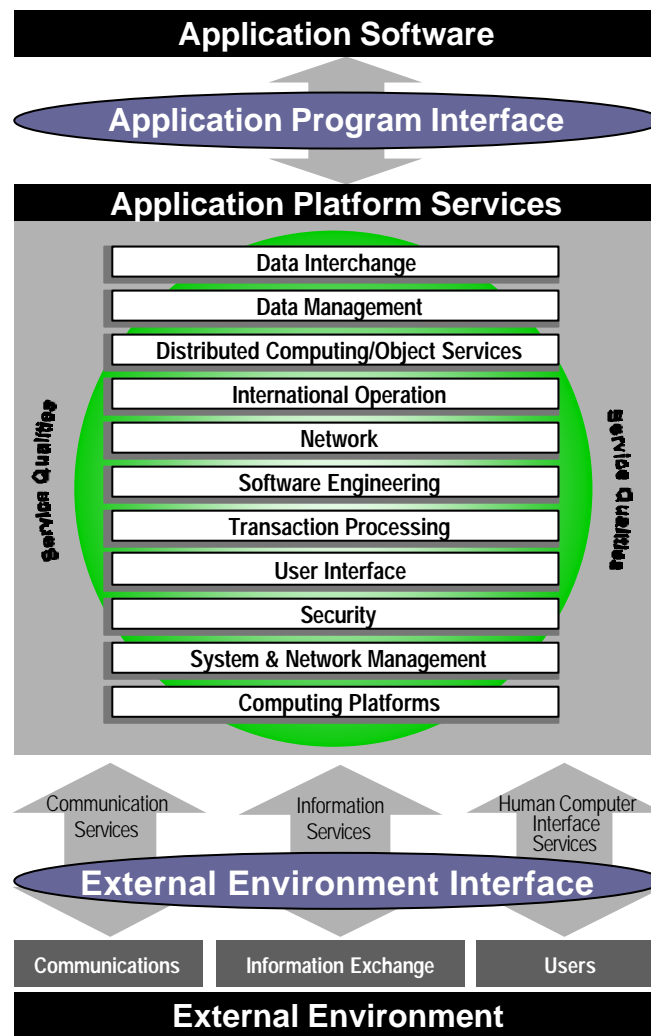 Application Software
Application Program Interface
Application Platform Services
Data Interchange
Data Management
Distributed Computing/Object Services
International Operation
Network
Software Engineering
Transaction Processing
User Interface
Security
System & Network Management
Computing Platforms
Service Qualities
Service Qualities
Communication
Services
Information
Services
Human Computer
Interface
Services
External Environment Interface
Communications
Information Exchange
Users
External Environment